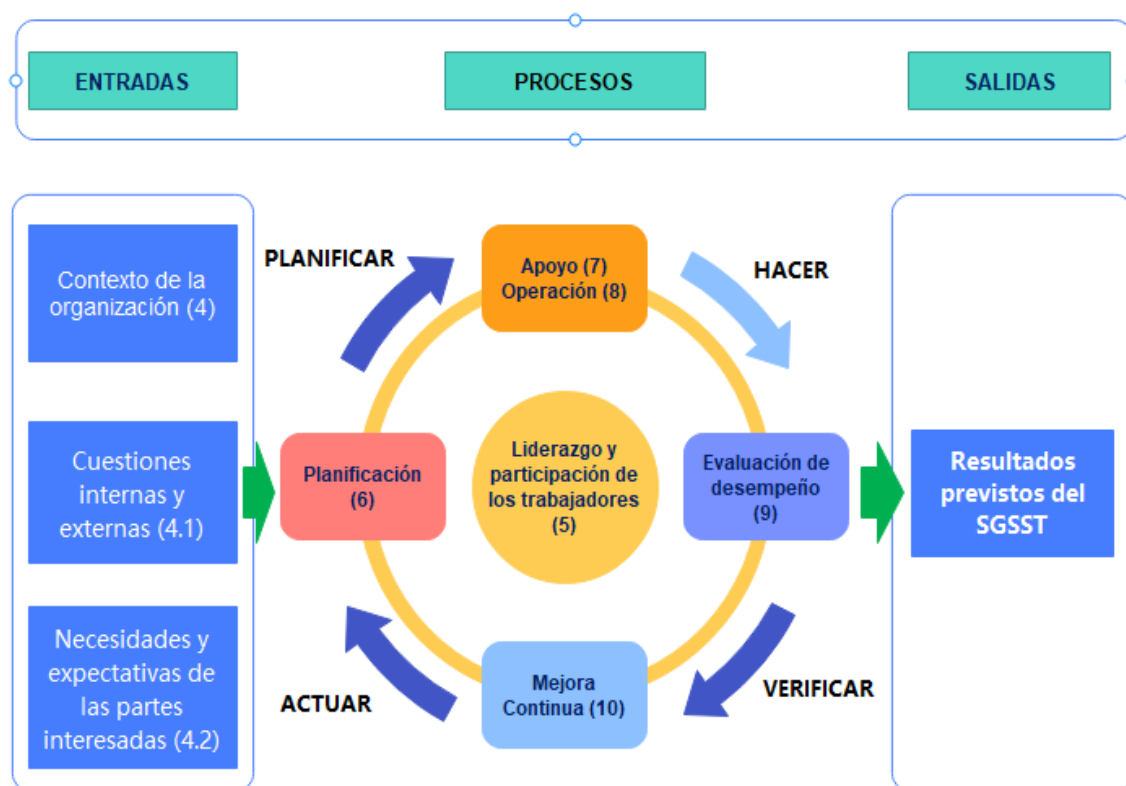 ENTRADAS
PROCESOS
SALIDAS
Contexto de la
organización (4)
Cuestiones
internas y
externas (4.1)
Necesidades y
expectativas de
las partes
interesadas (4.2)
PLANIFICAR
Apoyo (7)
Operación (8)
HACER
Planificación
(6)
Liderazgo y
participación de
los trabajadores
(5)
Evaluación de
desempeño
(9)
ACTUAR
Mejora
Continua (10)
VERIFICAR
Resultados
previstos del
SGSST